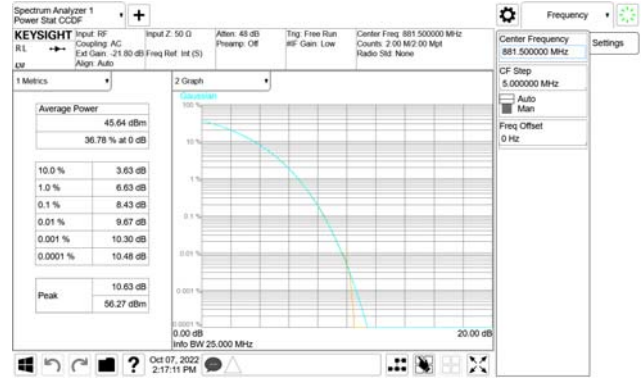 Spectrum Analyzer 1
Power Stat CCDF
Frequency
KEYSIGHT
RL
Input: RF
Coupling: AC
Ext Gain: -21.80 dB
Align: Auto
Input Z: 50 Ω
Freq Ref: Int (S)
Atten: 48 dB
Preamp: Off
Trig: Free Run
#IF Gain: Low
Center Freq: 881.500000 MHz
Counts: 2.00 M/2.00 Mpt
Radio Std: None
Center Frequency
881.500000 MHz
Settings
CF Step
5.000000 MHz
Auto
Man
Freq Offset
0 Hz
1 Metrics
2 Graph
Average Power
45.64 dBm
36.78 % at 0 dB
10.0 % 3.63 dB
1.0 % 6.63 dB
0.1 % 8.43 dB
0.01 % 9.67 dB
0.001 % 10.30 dB
0.0001 % 10.48 dB
Peak
10.63 dB
56.27 dBm
Gaussian
100 %
10 %
1 %
0.1 %
0.01 %
0.001 %
0.0001 %
0.00 dB
20.00 dB
Info BW 25.000 MHz
?
Oct 07, 2022
2:17:11 PM